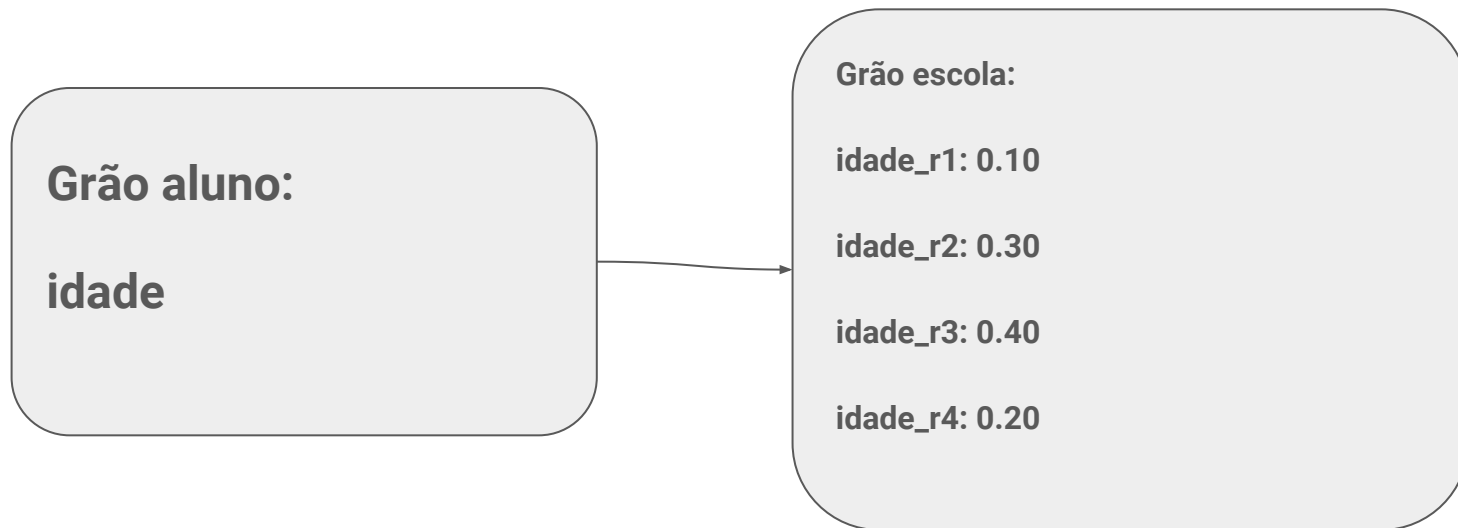 Grão aluno:
idade
Grão escola:
idade_r1: 0.10
idade_r2: 0.30
idade_r3: 0.40
idade_r4: 0.20